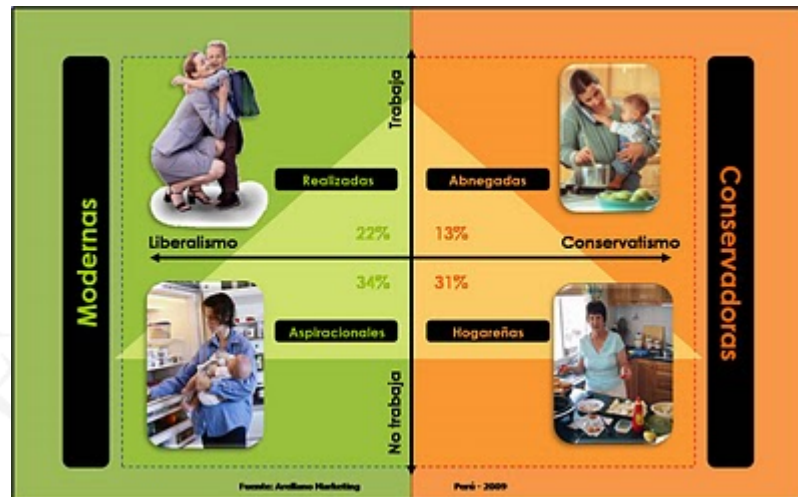 Trabaja
Realizadas
Abnegadas
Modernas
Conservadoras
Liberalismo
22%
13%
Conservatismo
34%
31%
Aspiracionales
Hogareñas
No trabaja
Fuente: Arellano Marketing
Perú - 2009